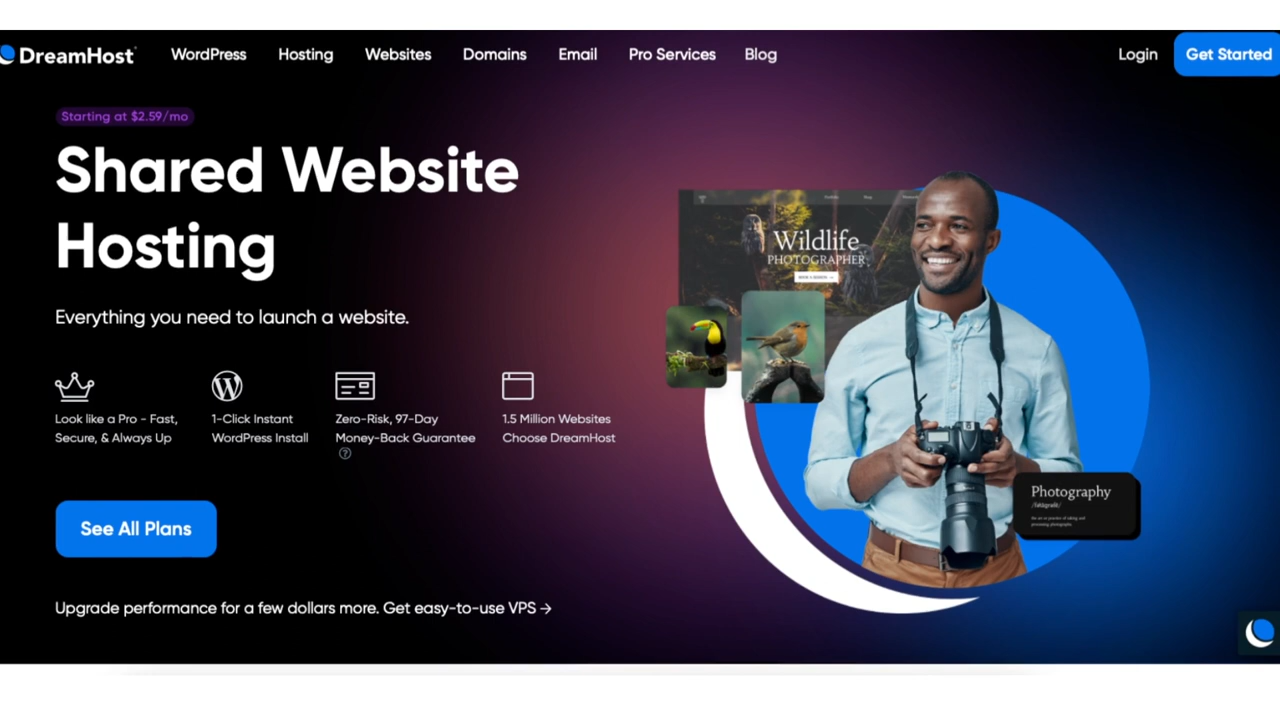 DreamHost
WordPress
Hosting
Websites
Domains
Email
Pro Services
Blog
Login
Get Started
Starting at $2.59/mo
Shared Website
Hosting
Everything you need to launch a website.
Look like a Pro - Fast,
Secure, & Always Up
1-Click Instant
WordPress Install
Zero-Risk, 97-Day
Money-Back Guarantee
?
1.5 Million Websites
Choose DreamHost
See All Plans
Upgrade performance for a few dollars more. Get easy-to-use VPS →
Wildlife
PHOTOGRAPHER
Photography